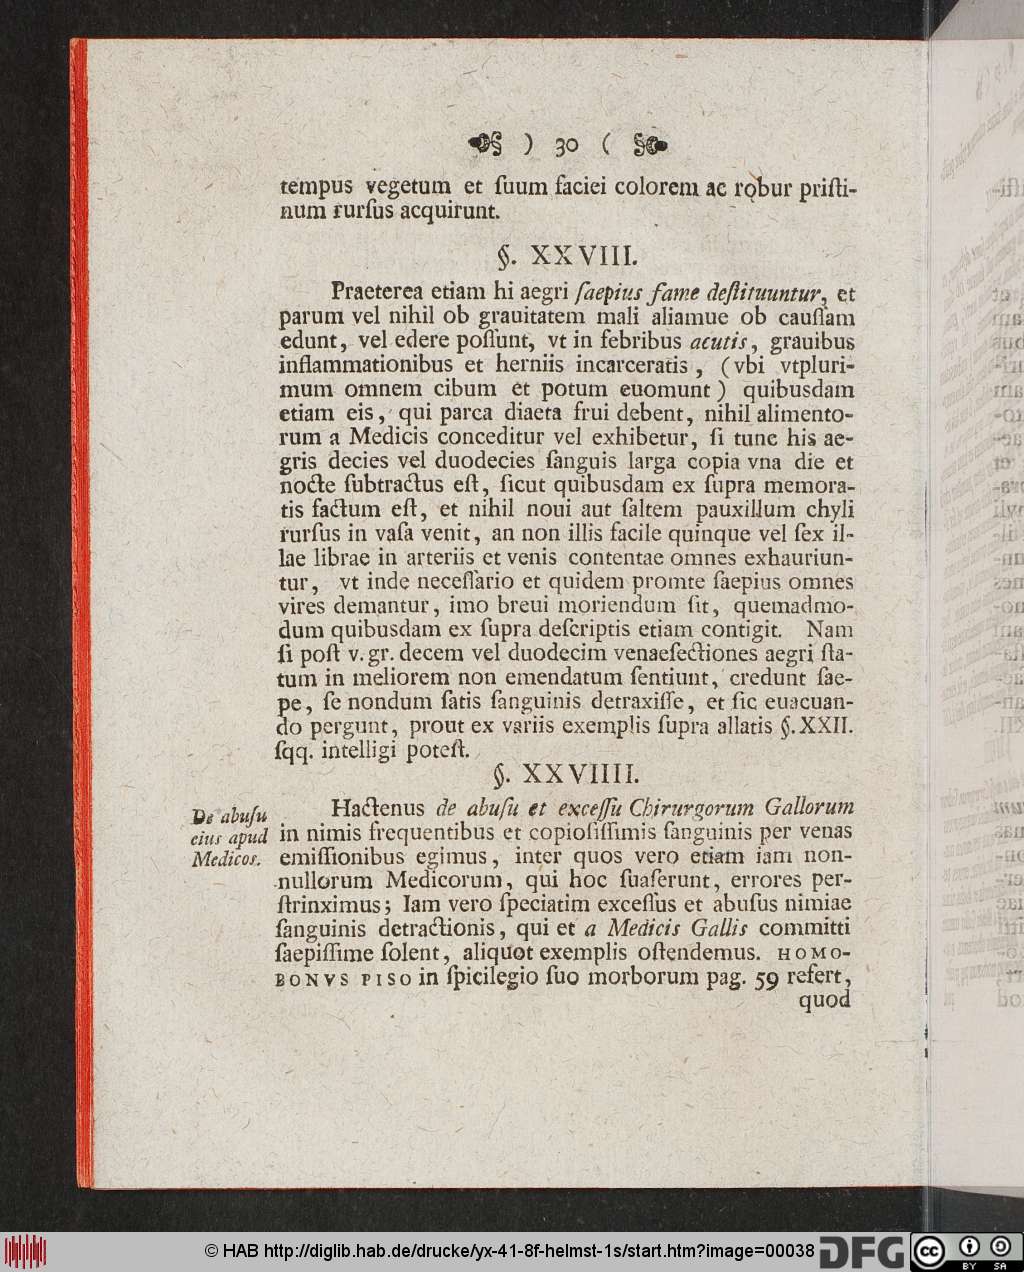 ) 30 (
tempus vegetum et ſuum faciei colorem ac robur priſti-
num rurſus acquirunt.
§. XXVIII.
Praeterea etiam hi aegri ſaepius fame deſtituuntur, et
parum vel nihil ob grauitatem mali aliamue ob cauſſam
edunt, vel edere poſſunt, vt in febribus acutis, grauibus
inflammationibus et herniis incarceratis, (vbi vtpluri-
mum omnem cibum et potum euomunt) quibusdam
etiam eis, qui parca diaeta frui debent, nihil alimento-
rum a Medicis conceditur vel exhibetur, ſi tunc his ae-
gris decies vel duodecies ſanguis larga copia vna die et
nocte ſubtractus eſt, ſicut quibusdam ex ſupra memora-
tis factum eſt, et nihil noui aut ſaltem pauxillum chyli
rurſus in vaſa venit, an non illis facile quinque vel ſex il-
lae librae in arteriis et venis contentae omnes exhauriun-
tur, vt inde neceſſario et quidem promte ſaepius omnes
vires demantur, imo breui moriendum ſit, quemadmo-
dum quibusdam ex ſupra deſcriptis etiam contigit. Nam
ſi poſt v. gr. decem vel duodecim venaeſectiones aegri ſta-
tum in meliorem non emendatum ſentiunt, credunt ſae-
pe, ſe nondum ſatis ſanguinis detraxiſſe, et ſic euacuan-
do pergunt, prout ex variis exemplis ſupra allatis §. XXII.
ſqq. intelligi poteſt.
§. XXVIIII.
De abuſu
eius apud
Medicos.
Hactenus de abuſu et exceſſu Chirurgorum Gallorum
in nimis frequentibus et copioſiſſimis ſanguinis per venas
emiſſionibus egimus, inter quos vero etiam iam non-
nullorum Medicorum, qui hoc ſuaſerunt, errores per-
ſtrinximus; Iam vero ſpeciatim exceſſus et abuſus nimiae
ſanguinis detractionis, qui et a Medicis Gallis committi
ſaepiſſime ſolent, aliquot exemplis oſtendemus. HOMO-
BONVS PISO in ſpicilegio ſuo morborum pag. 59 refert,
quod
© HAB http://diglib.hab.de/drucke/yx-41-8f-helmst-1s/start.htm?image=00038
DFG
cc BY SA